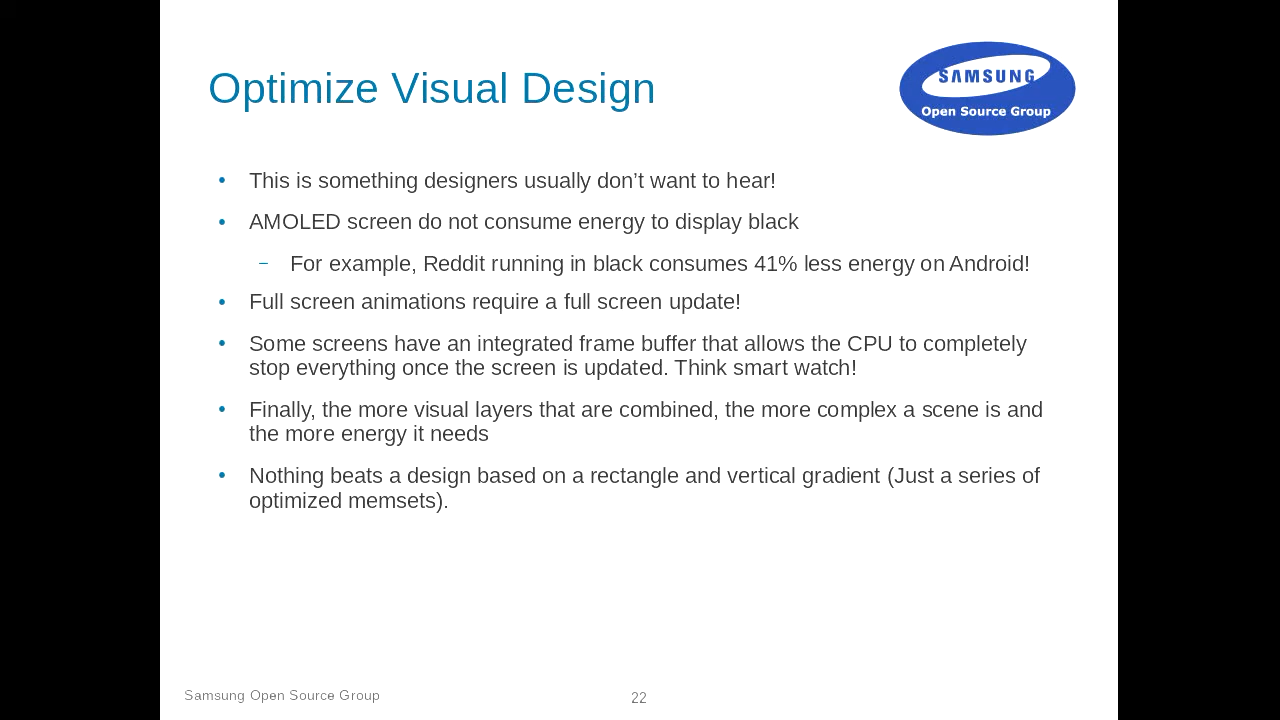 Optimize Visual Design
SAMSUNG
Open Source Group
• This is something designers usually don’t want to hear!
• AMOLED screen do not consume energy to display black
– For example, Reddit running in black consumes 41% less energy on Android!
• Full screen animations require a full screen update!
• Some screens have an integrated frame buffer that allows the CPU to completely
stop everything once the screen is updated. Think smart watch!
• Finally, the more visual layers that are combined, the more complex a scene is and
the more energy it needs
• Nothing beats a design based on a rectangle and vertical gradient (Just a series of
optimized memsets).
Samsung Open Source Group
22